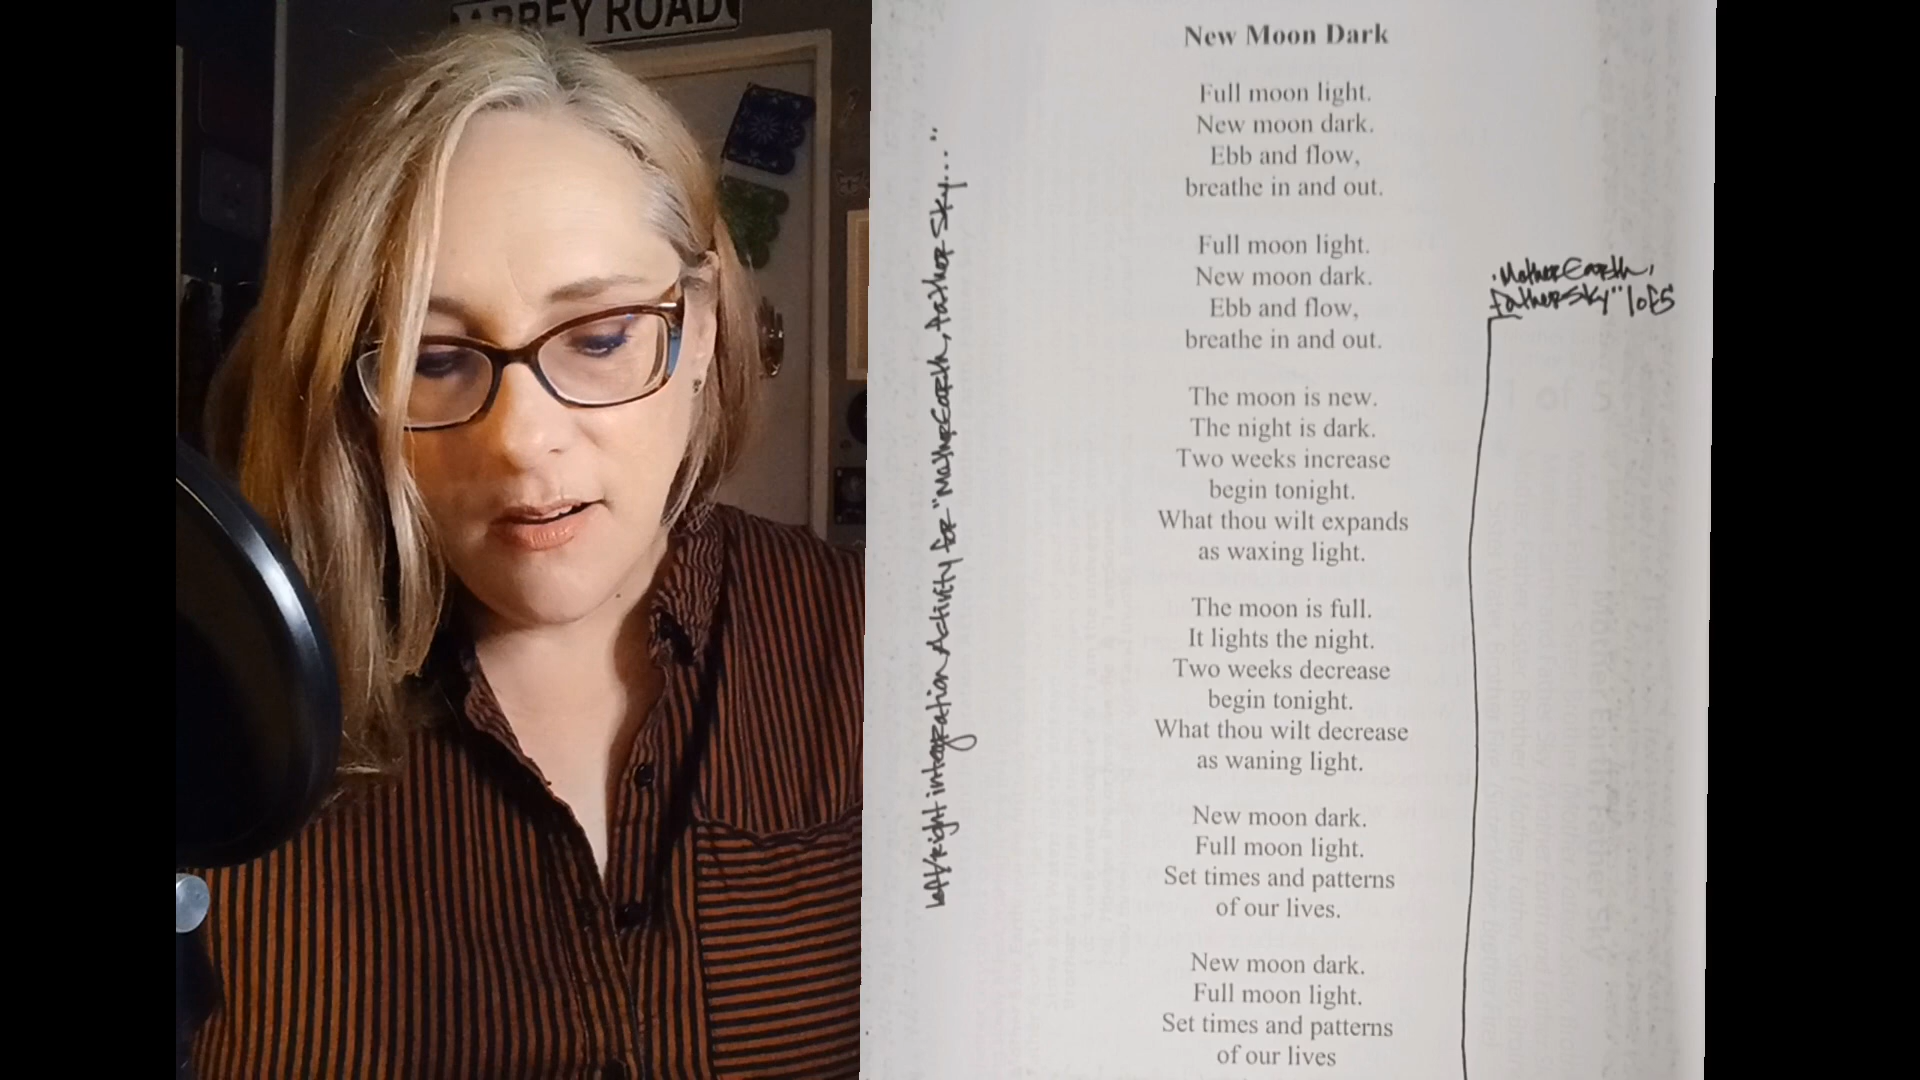 ABBEY ROAD
New Moon Dark
Full moon light.
New moon dark.
Ebb and flow,
breathe in and out.
Full moon light.
New moon dark.
Ebb and flow,
breathe in and out.
The moon is new.
The night is dark.
Two weeks increase
begin tonight.
What thou wilt expands
as waxing light.
The moon is full.
It lights the night.
Two weeks decrease
begin tonight.
What thou wilt decrease
as waning light.
New moon dark.
Full moon light.
Set times and patterns
of our lives.
New moon dark.
Full moon light.
Set times and patterns
of our lives
left/right integration Activity for "Mother Earth, Father Sky...."
"Mother Earth,
Father Sky" 1 of 5